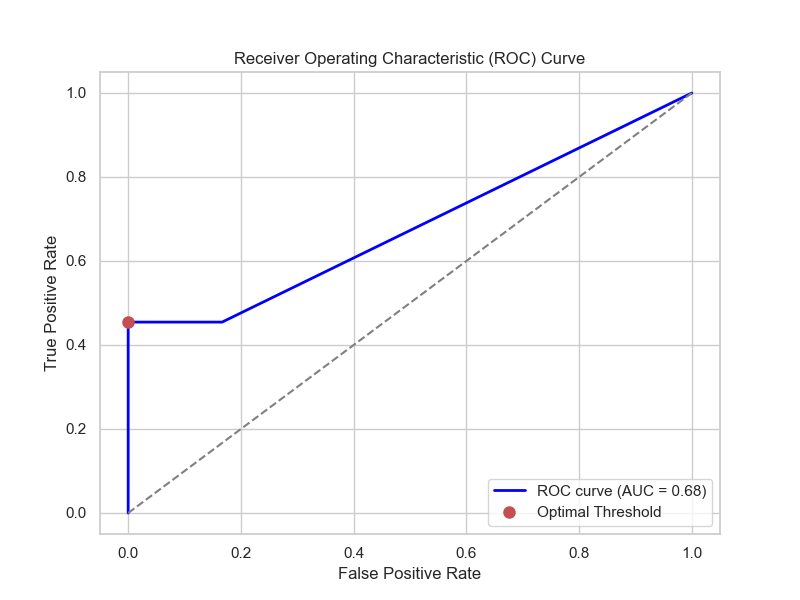 Receiver Operating Characteristic (ROC) Curve
True Positive Rate
1.0
0.8
0.6
0.4
0.2
0.0
0.0 0.2 0.4 0.6 0.8 1.0
False Positive Rate
ROC curve (AUC = 0.68)
Optimal Threshold